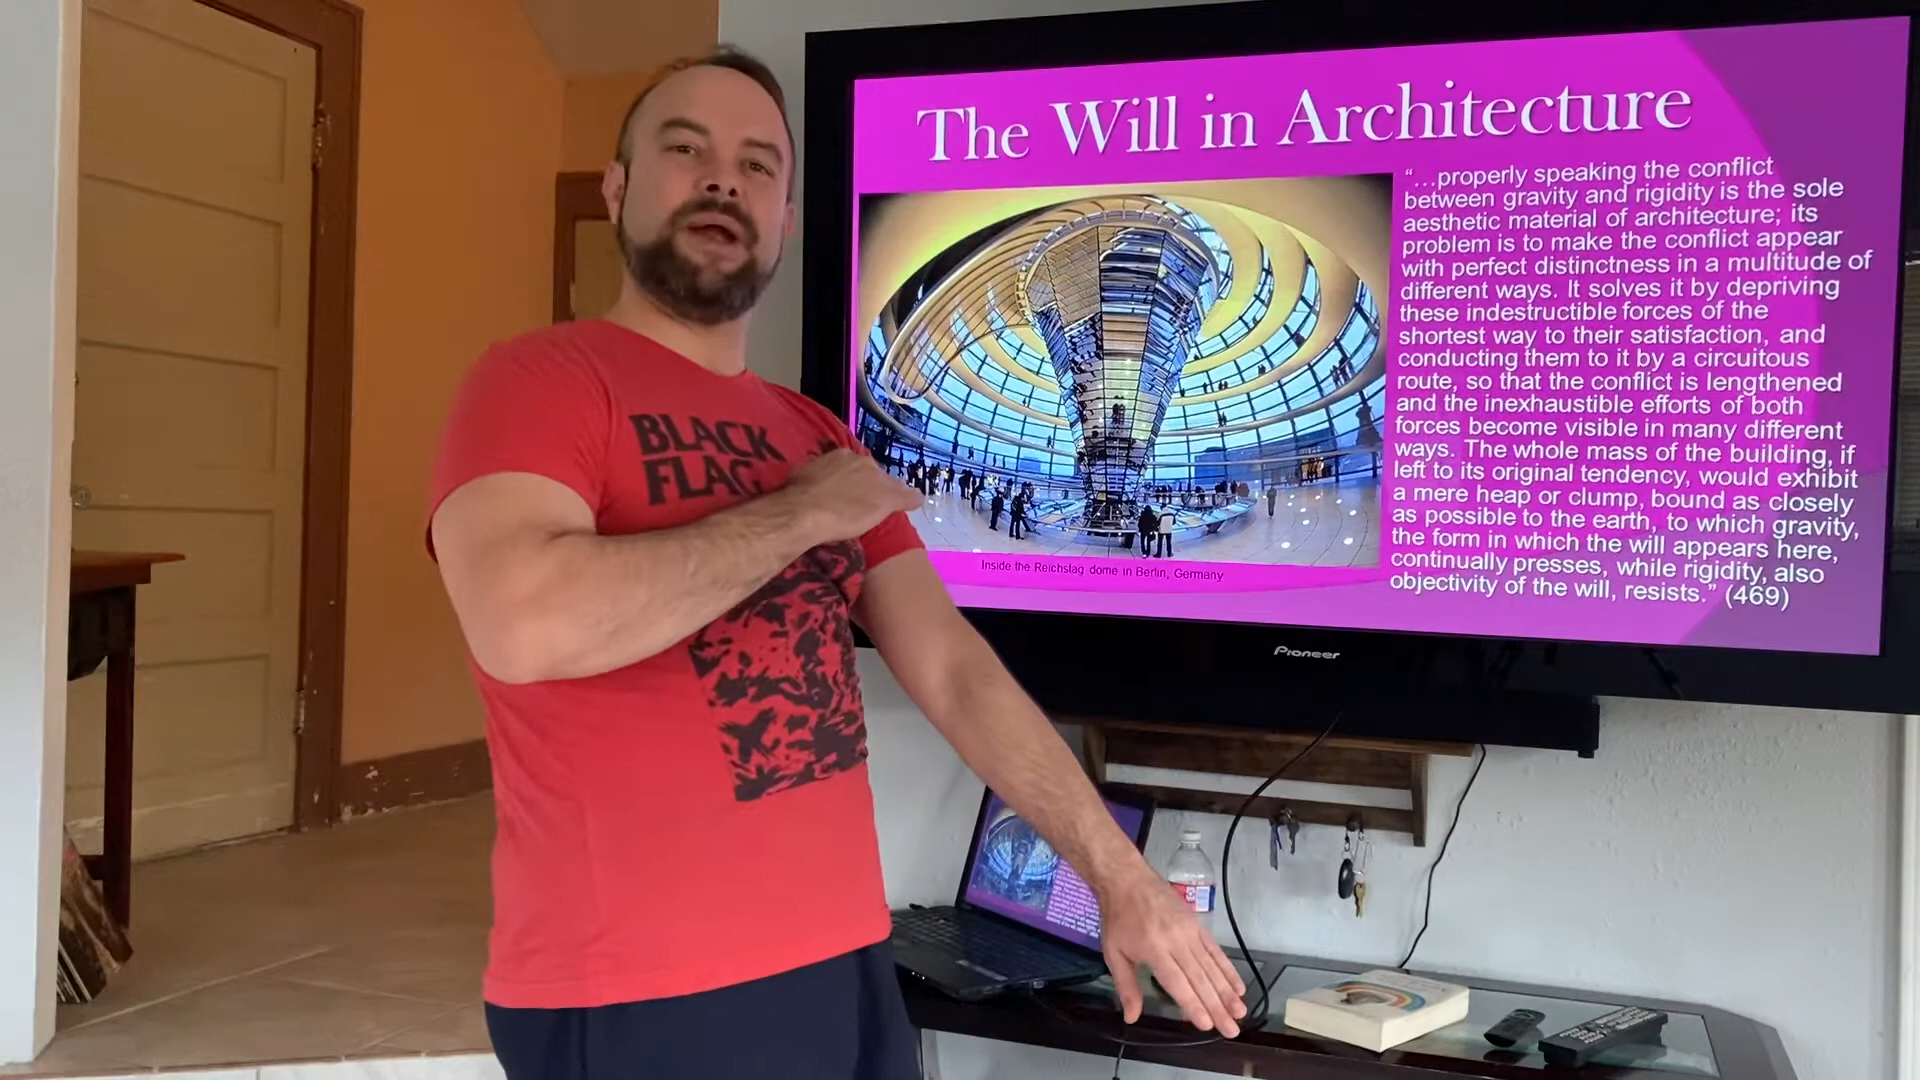 The Will in Architecture
“...properly speaking the conflict
between gravity and rigidity is the sole
aesthetic material of architecture; its
problem is to make the conflict appear
with perfect distinctness in a multitude of
different ways. It solves it by depriving
these indestructible forces of the
shortest way to their satisfaction, and
conducting them to it by a circuitous
route, so that the conflict is lengthened
and the inexhaustible efforts of both
forces become visible in many different
ways. The whole mass of the building, if
left to its original tendency, would exhibit
a mere heap or clump, bound as closely
as possible to the earth, to which gravity,
the form in which the will appears here,
continually presses, while rigidity, also
objectivity of the will, resists.” (469)
Inside the Reichstag dome in Berlin, Germany
Pioneer
BLACK
FLAG